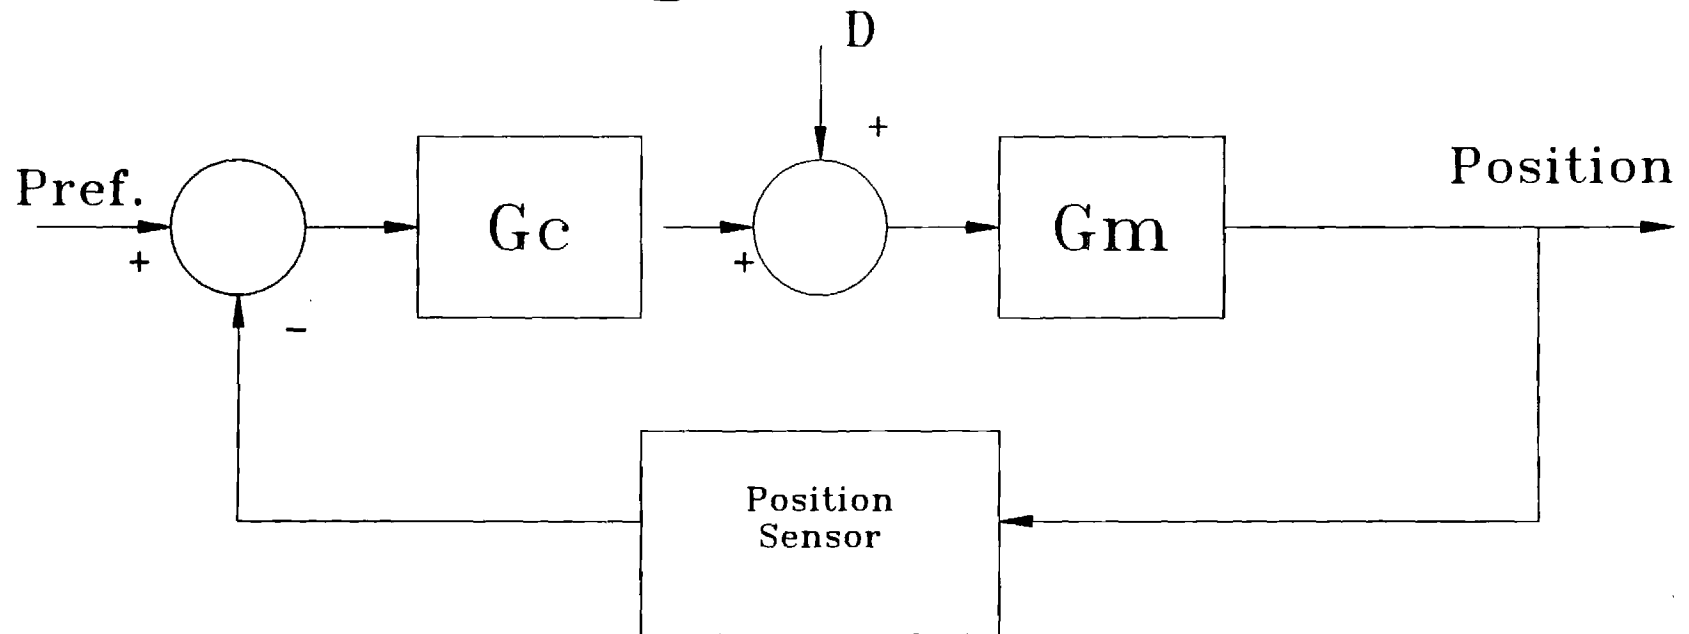 D
+
Pref.
+
Gc
+
Gm
Position
-
Position
Sensor